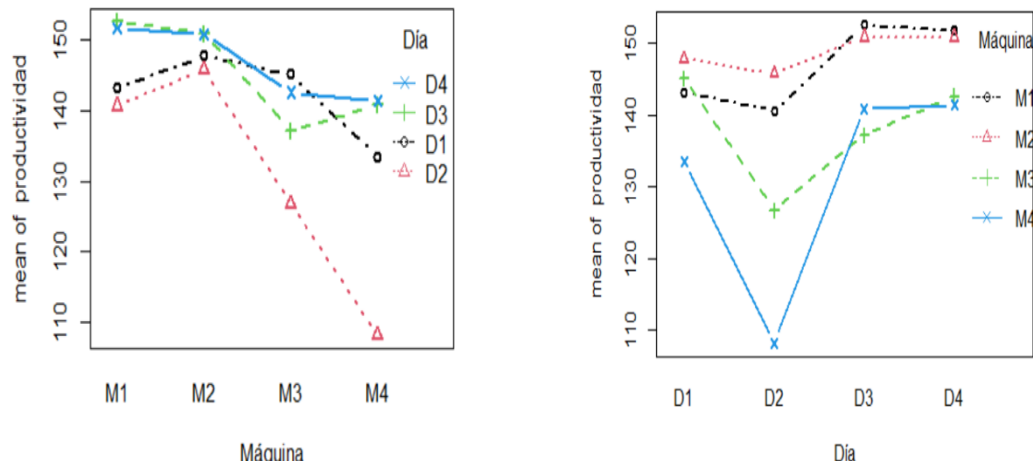 mean of productividad
150
140
130
120
110
M1 M2 M3 M4
Máquina
Día
D4
D3
D1
D2
mean of productividad
150
140
130
120
110
D1 D2 D3 D4
Día
Máquina
M1
M2
M3
M4